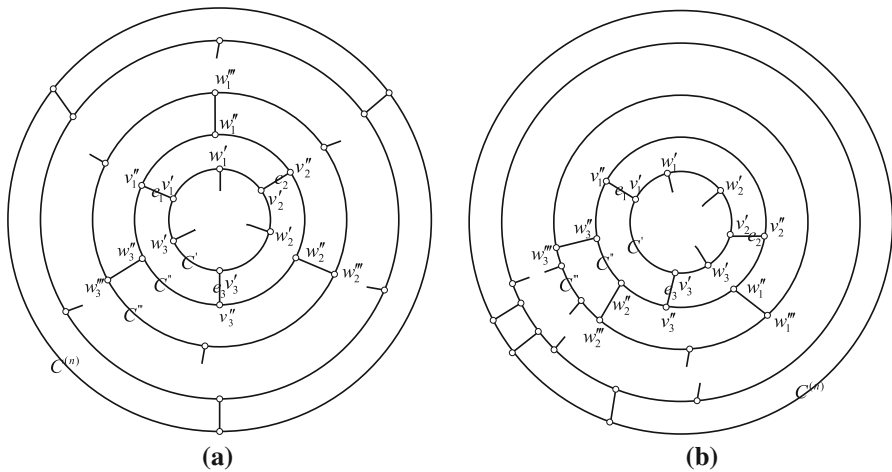 w₁'''
w₁''
w₁'
v₁'' e₁ v₁' e₂ v₂''
v₂'
w₃' w₂'
w₃'' C' w₂''
w₃''' C'' e₃ v₃' w₂'''
C''' v₃''
C⁽ⁿ⁾
(a)
w₁'
v₁'' e₁ v₁' w₂'
w₃'' C' v₂' e₂ v₂''
w₃''' C'' w₃'
C''' w₂'' e₃ v₃' w₁''
w₂''' v₃'' w₁'''
C⁽ⁿ⁾
(b)